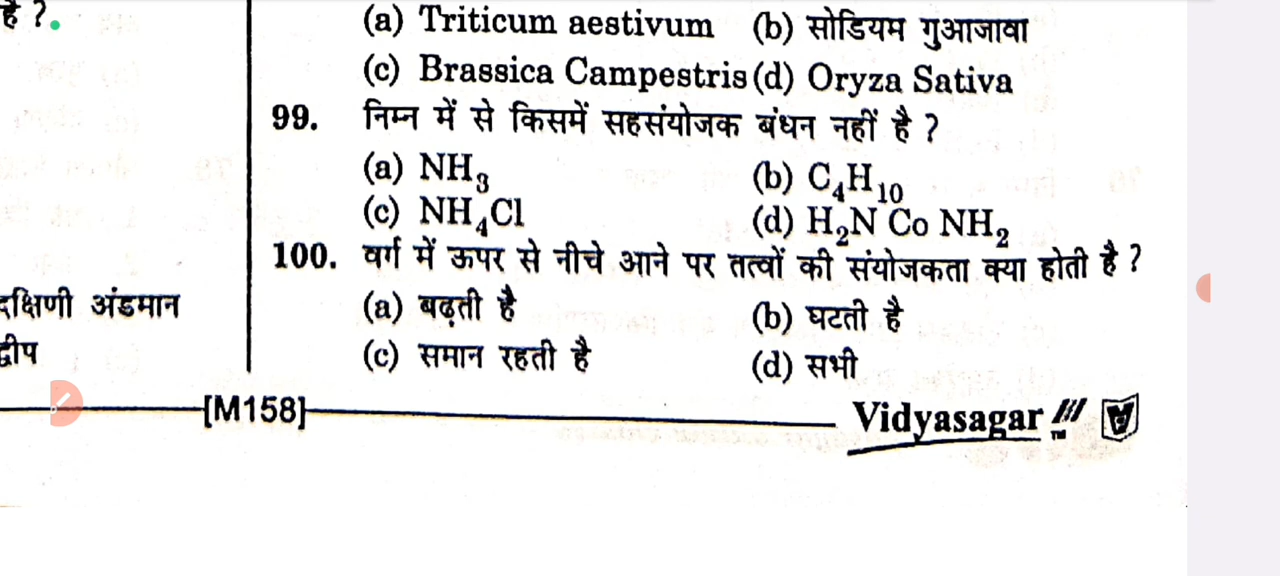 है ?.
(a) Triticum aestivum (b) सोडियम गुआजावा
(c) Brassica Campestris (d) Oryza Sativa
99. निम्न में से किसमें सहसंयोजक बंधन नहीं है ?
(a) NH₃ (b) C₄H₁₀
(c) NH₄Cl (d) H₂N Co NH₂
100. वर्ग में ऊपर से नीचे आने पर तत्वों की संयोजकता क्या होती है ?
(a) बढ़ती है (b) घटती है
(c) समान रहती है (d) सभी
दक्षिणी अंडमान
द्वीप
[M158]
Vidyasagar